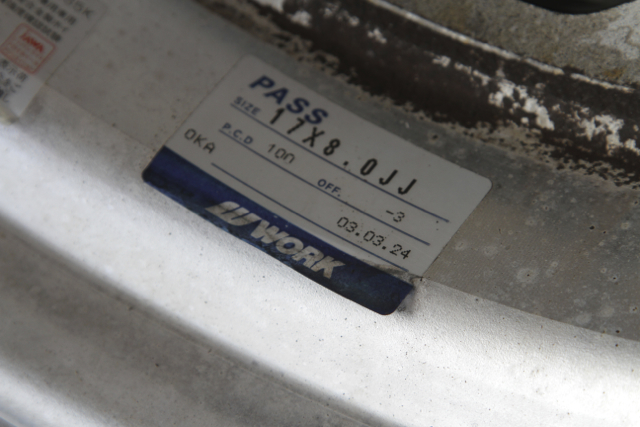 PASS
SIZE 17X8.0JJ
P.C.D 100 OFF. -3
OKA 03.03.24
WORK